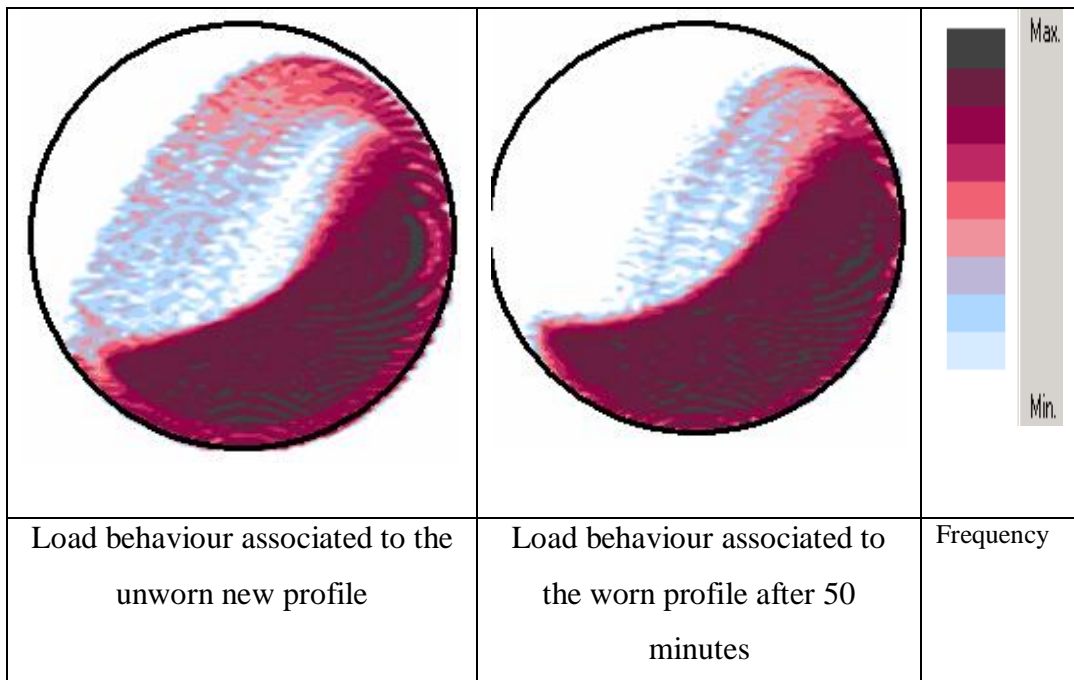 Max.
Min.
Load behaviour associated to the
unworn new profile
Load behaviour associated to
the worn profile after 50
minutes
Frequency